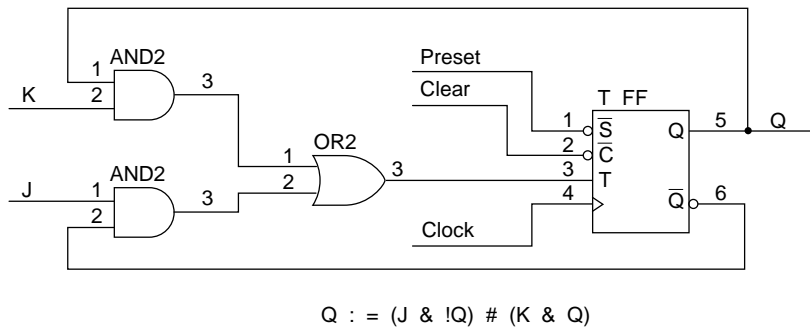 AND2
1
2
3
K
Preset
Clear
T FF
1
S
Q
5
Q
2
C
OR2
1
2
3
3
T
AND2
J
1
2
3
4
Q
6
Clock
Q : = (J & !Q) # (K & Q)